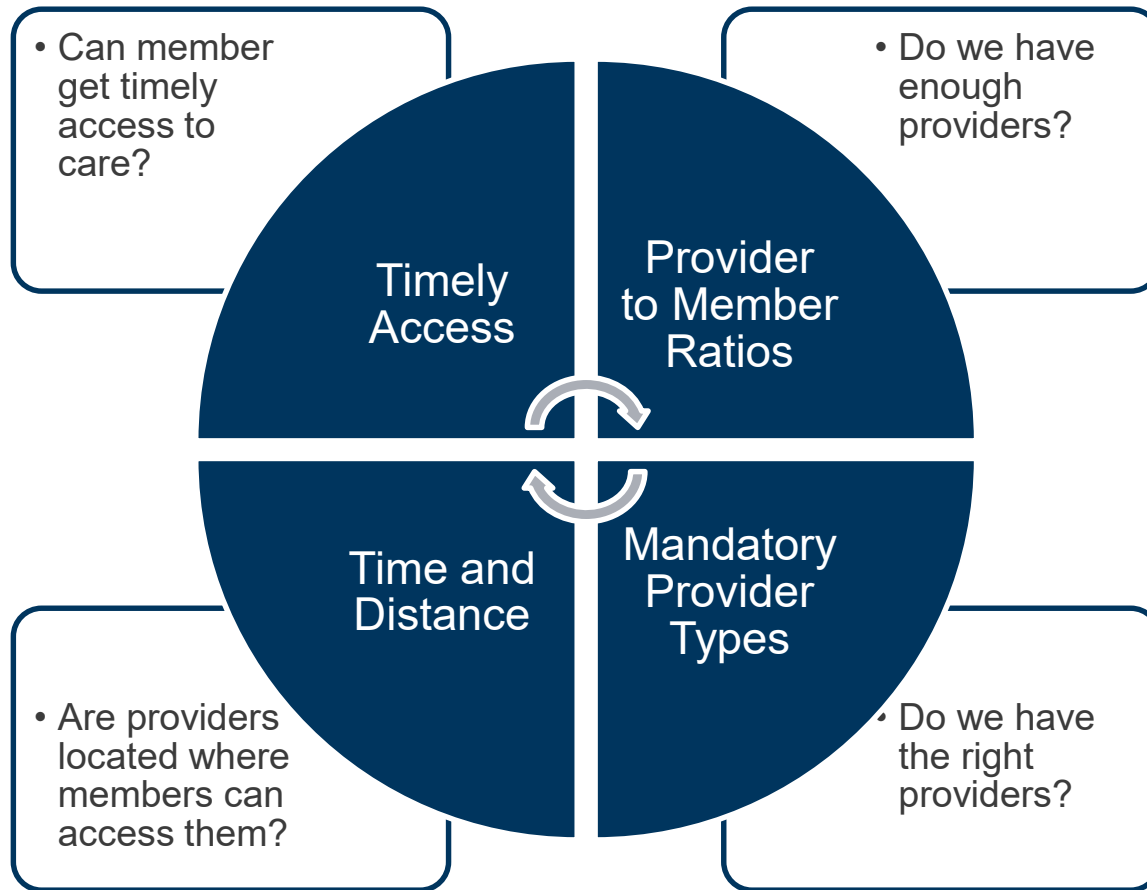 • Can member
get timely
access to
care?
• Do we have
enough
providers?
Timely
Access
Provider
to Member
Ratios
Time and
Distance
Mandatory
Provider
Types
• Are providers
located where
members can
access them?
• Do we have
the right
providers?